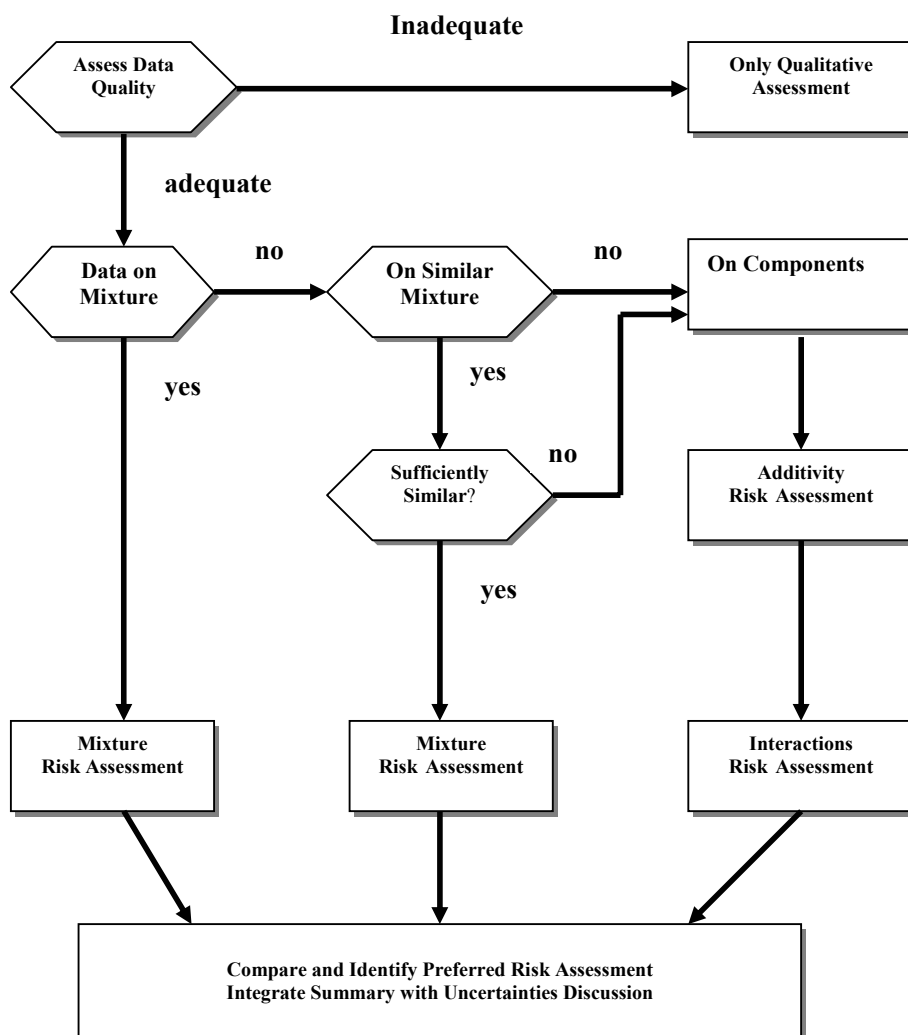 Inadequate
Assess Data
Quality
Only Qualitative
Assessment
adequate
Data on
Mixture
no
On Similar
Mixture
no
On Components
yes
yes
Sufficiently
Similar?
no
Additivity
Risk Assessment
yes
Mixture
Risk Assessment
Mixture
Risk Assessment
Interactions
Risk Assessment
Compare and Identify Preferred Risk Assessment
Integrate Summary with Uncertainties Discussion